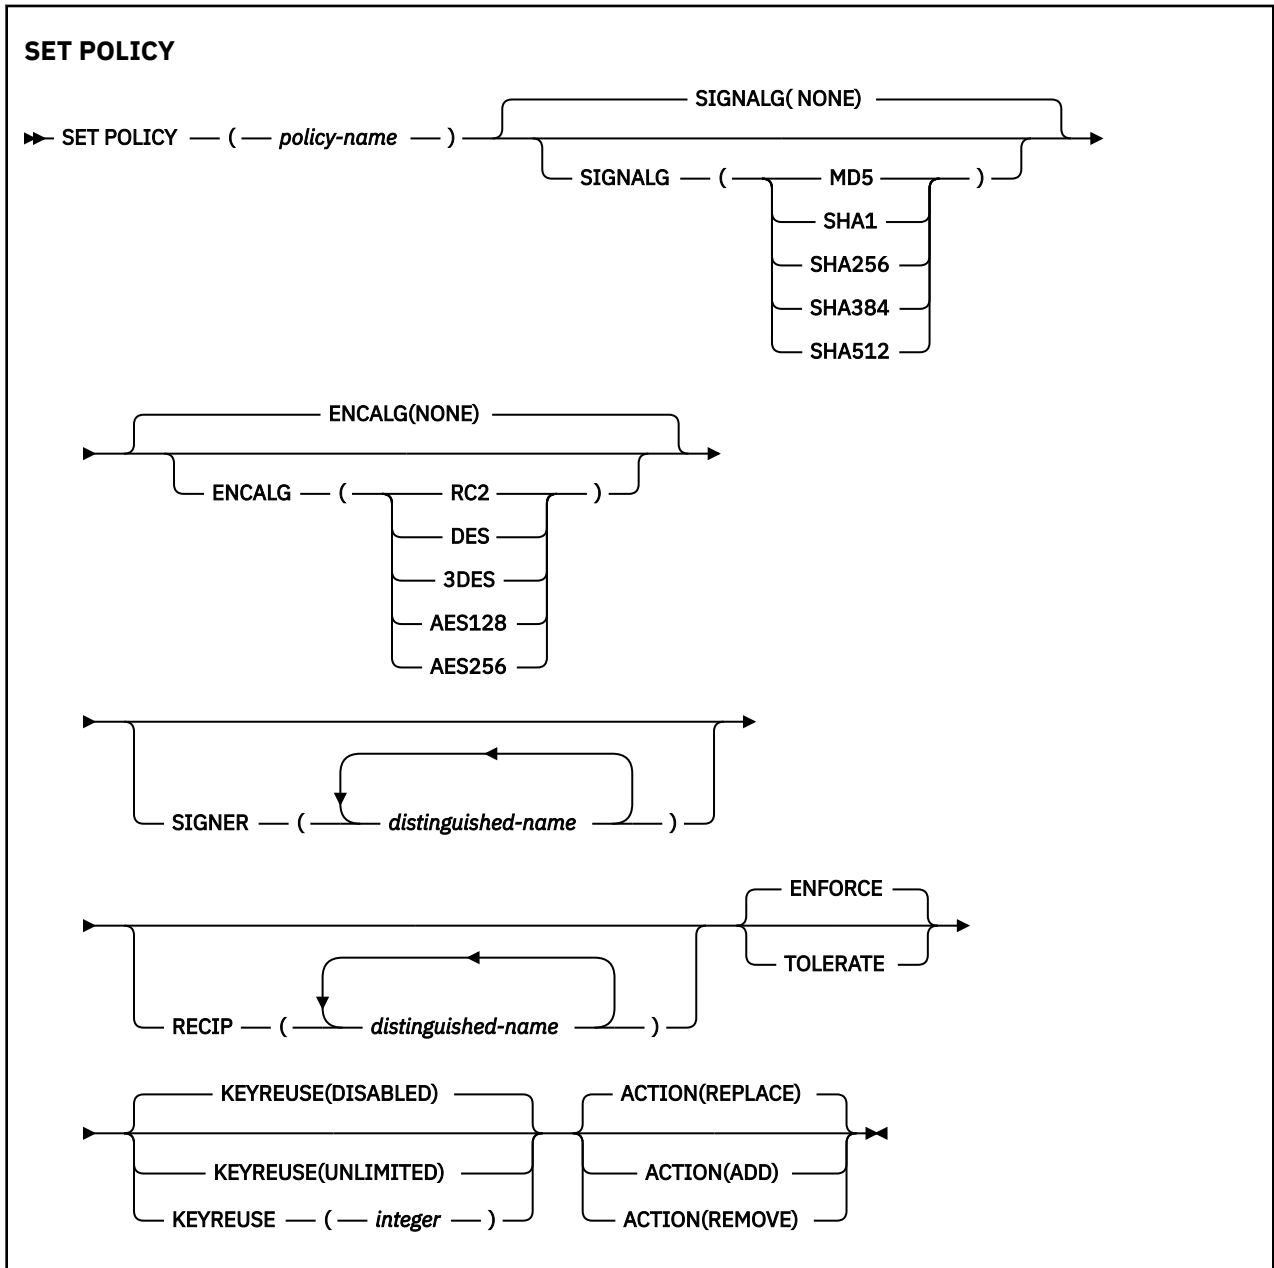 SET POLICY
SIGNALG( NONE)
SET POLICY ( policy-name )
SIGNALG ( MD5 )
SHA1
SHA256
SHA384
SHA512
ENCALG(NONE)
ENCALG ( RC2 )
DES
3DES
AES128
AES256
SIGNER ( distinguished-name )
ENFORCE
TOLERATE
RECIP ( distinguished-name )
KEYREUSE(DISABLED) ACTION(REPLACE)
KEYREUSE(UNLIMITED) ACTION(ADD)
KEYREUSE ( integer ) ACTION(REMOVE)